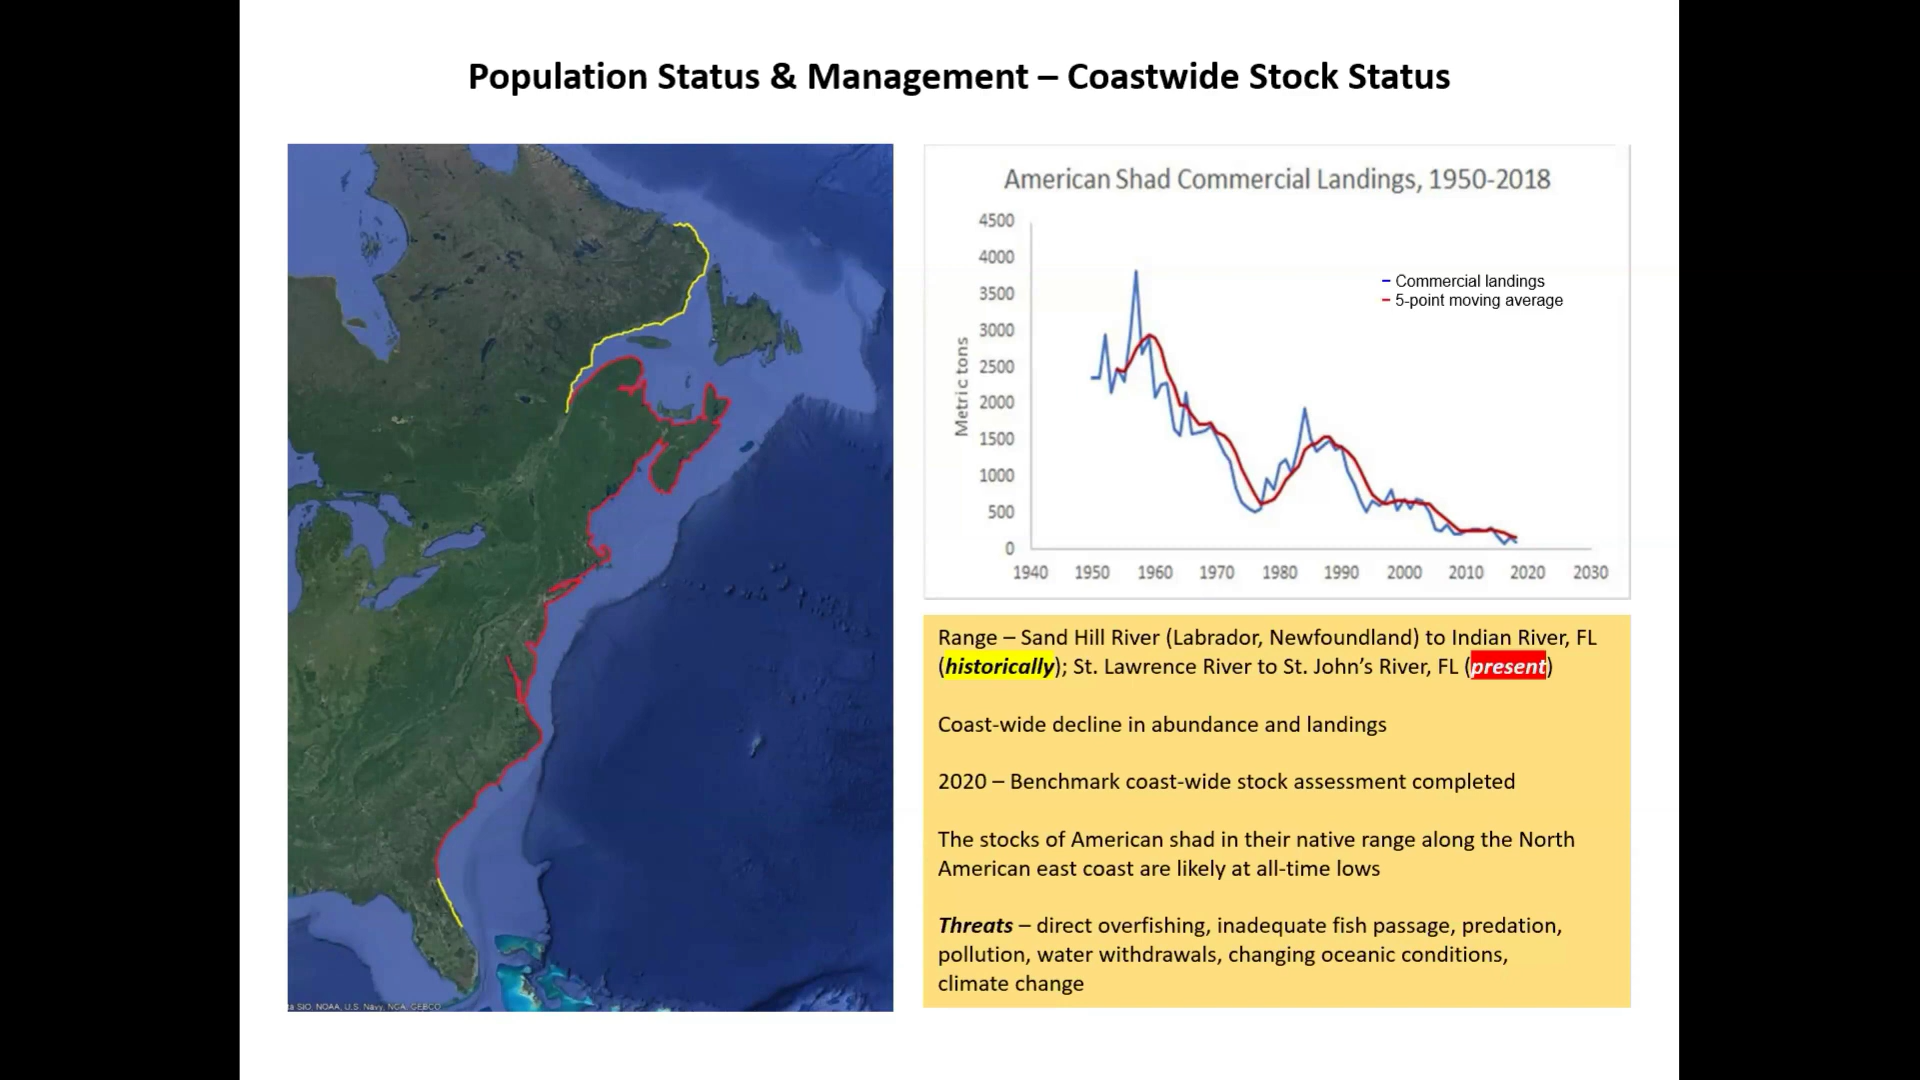 Population Status & Management – Coastwide Stock Status
American Shad Commercial Landings, 1950-2018
4500
4000
3500
3000
2500
2000
1500
1000
500
0
Metric tons
Commercial landings
5-point moving average
1940 1950 1960 1970 1980 1990 2000 2010 2020 2030
Range – Sand Hill River (Labrador, Newfoundland) to Indian River, FL
(historically); St. Lawrence River to St. John’s River, FL (present)
Coast-wide decline in abundance and landings
2020 – Benchmark coast-wide stock assessment completed
The stocks of American shad in their native range along the North
American east coast are likely at all-time lows
Threats – direct overfishing, inadequate fish passage, predation,
pollution, water withdrawals, changing oceanic conditions,
climate change
SIO, NOAA, U.S. Navy, NGA, GEBCO